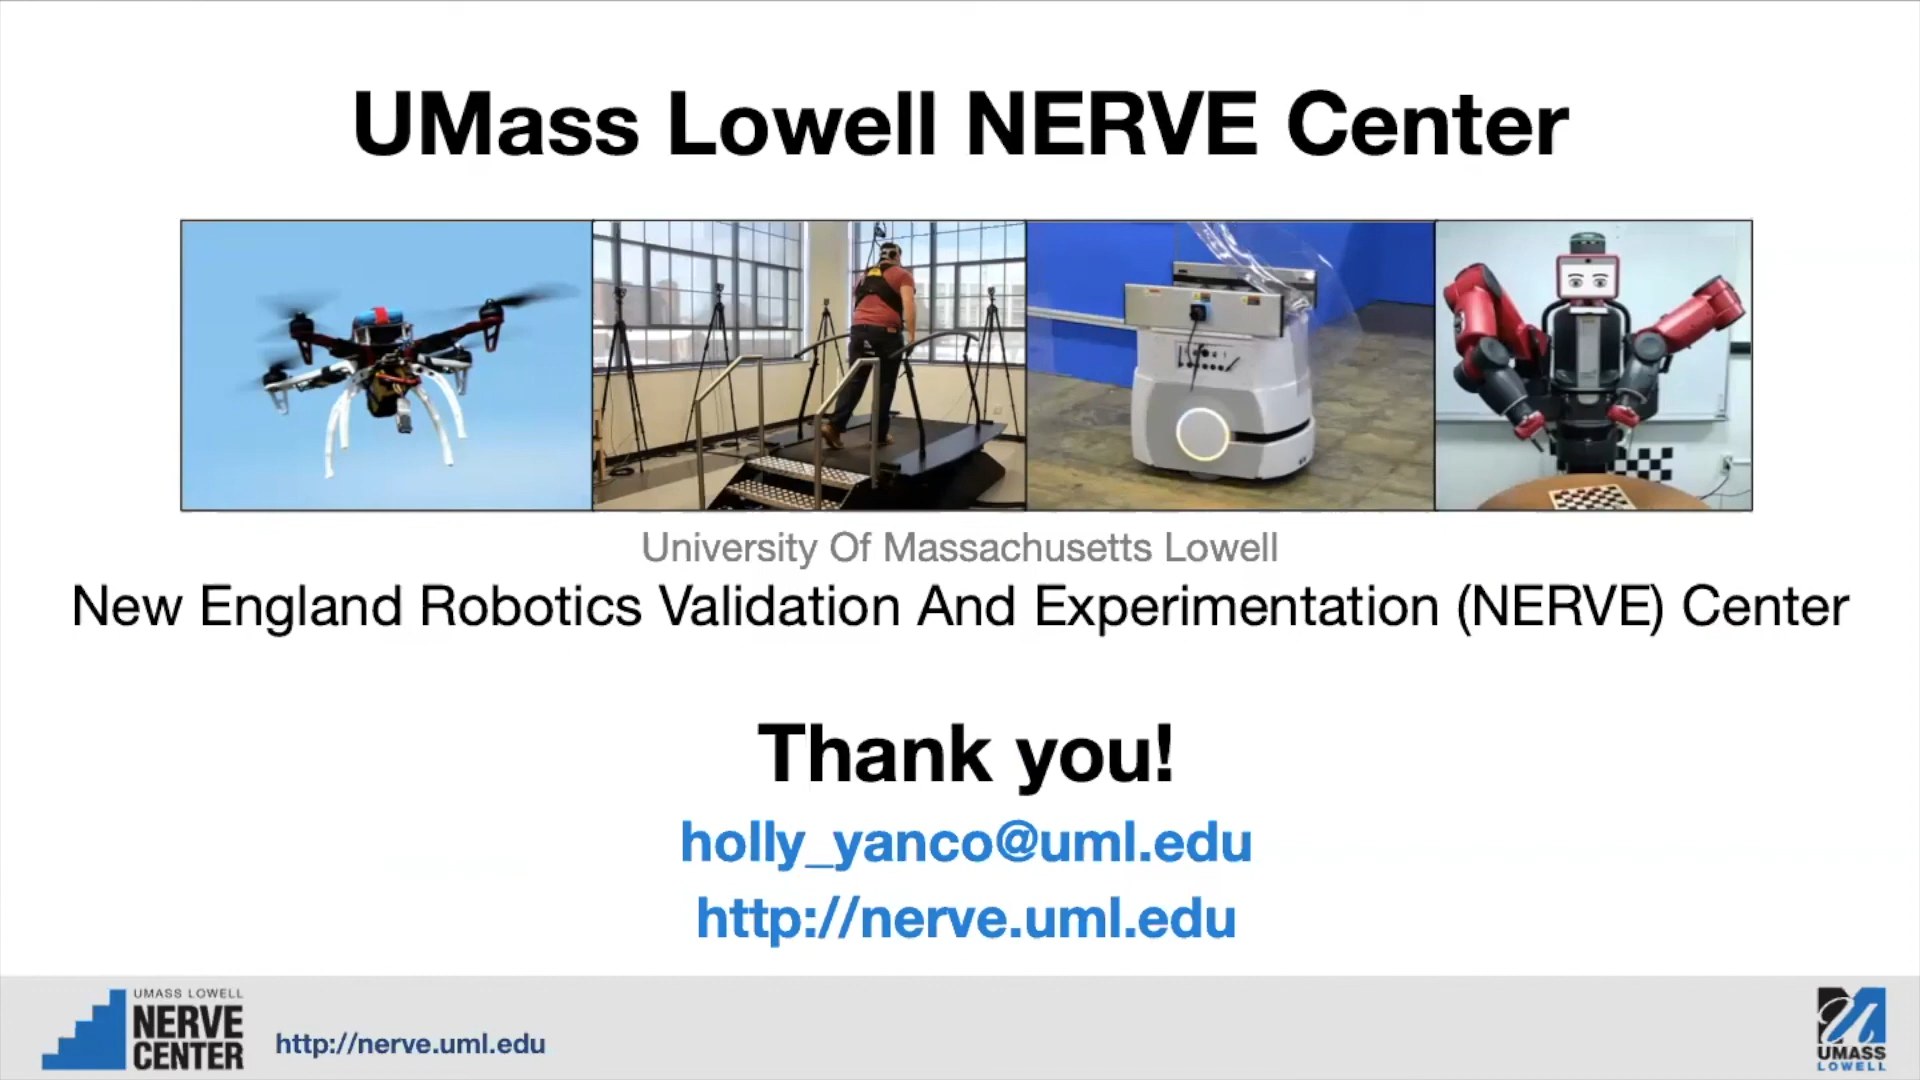 UMass Lowell NERVE Center
University Of Massachusetts Lowell
New England Robotics Validation And Experimentation (NERVE) Center
Thank you!
holly_yanco@uml.edu
http://nerve.uml.edu
UMASS LOWELL
NERVE
CENTER
http://nerve.uml.edu
UMASS
LOWELL